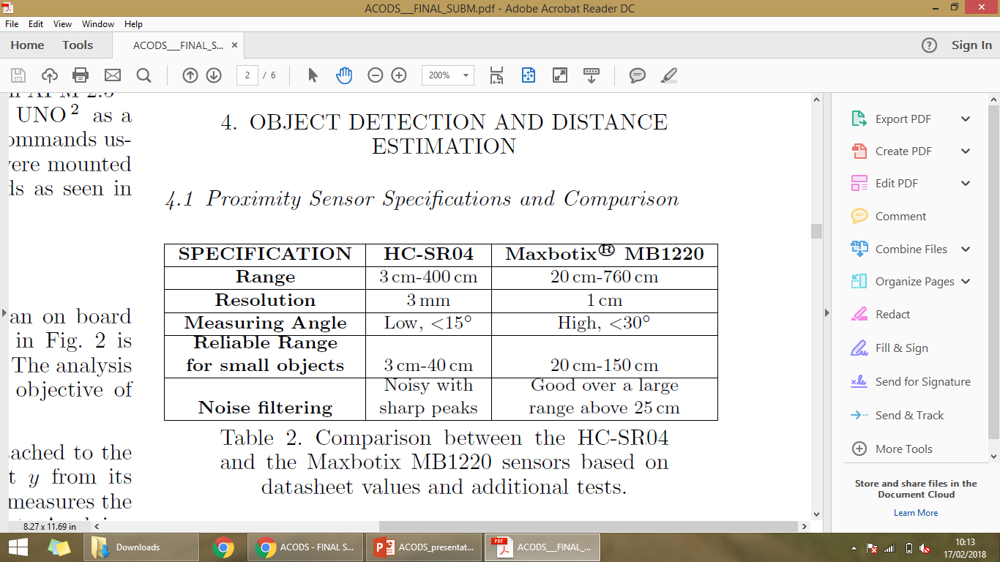 ACODS___FINAL_SUBM.pdf - Adobe Acrobat Reader DC
File Edit View Window Help
Home Tools ACODS___FINAL_S... × Sign In
2 / 6 200%
UNO 2 as a
ommands us-
ere mounted
ds as seen in
an on board
in Fig. 2 is
The analysis
objective of
ached to the
t y from its
measures the
4. OBJECT DETECTION AND DISTANCE
ESTIMATION
4.1 Proximity Sensor Specifications and Comparison
SPECIFICATION HC-SR04 Maxbotix® MB1220
Range 3 cm-400 cm 20 cm-760 cm
Resolution 3 mm 1 cm
Measuring Angle Low, <15° High, <30°
Reliable Range
for small objects 3 cm-40 cm 20 cm-150 cm
Noise filtering Noisy with
sharp peaks Good over a large
range above 25 cm
Table 2. Comparison between the HC-SR04
and the Maxbotix MB1220 sensors based on
datasheet values and additional tests.
8.27 x 11.69 in
Export PDF
Create PDF
Edit PDF
Comment
Combine Files
Organize Pages
Redact
Fill & Sign
Send for Signature
Send & Track
More Tools
Store and share files in the
Document Cloud
Learn More
Downloads
ACODS - FINAL S...
ACODS_presentat...
ACODS__FINAL_...
10:13
17/02/2018